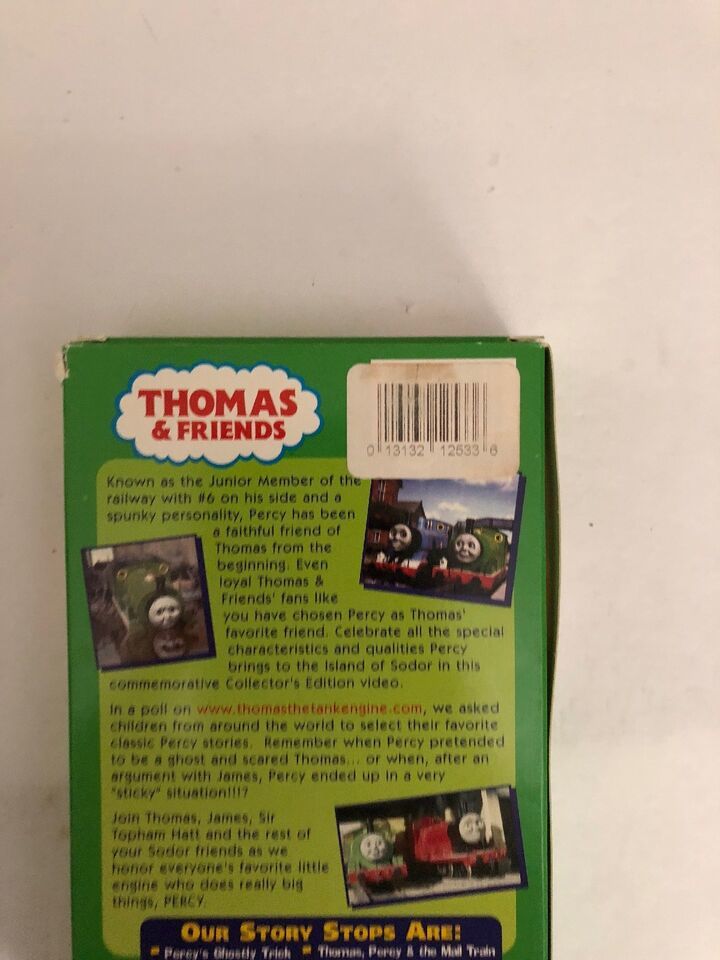 THOMAS
& FRIENDS
0 13132 12533 6
Known as the Junior Member of the
railway with #6 on his side and a
spunky personality, Percy has been
a faithful friend of
Thomas from the
beginning. Even
loyal Thomas &
Friends' fans like
you have chosen Percy as Thomas'
favorite friend. Celebrate all the special
characteristics and qualities Percy
brings to the Island of Sodor in this
commemorative Collector's Edition video.
In a poll on www.thomasthetankengine.com, we asked
children from around the world to select their favorite
classic Percy stories. Remember when Percy pretended
to be a ghost and scared Thomas... or when, after an
argument with James, Percy ended up in a very
"sticky" situation!!!?
Join Thomas, James, Sir
Topham Hatt and the rest of
your Sodor friends as we
honor everyone's favorite little
engine who does really big
things, PERCY.
OUR STORY STOPS ARE:
Percy's Ghostly Trick Thomas, Percy & the Mail Train